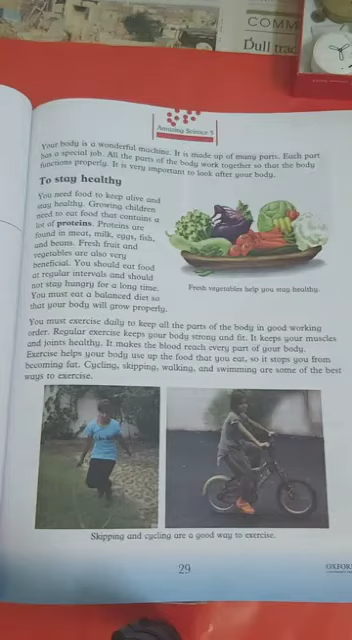 COMM
Dull trac
Amazing Science 5
Your body is a wonderful machine. It is made up of many parts. Each part
has a special job. All the parts of the body work together so that the body
functions properly. It is very important to look after your body.
To stay healthy
You need food to keep alive and
stay healthy. Growing children
need to eat food that contains a
lot of proteins. Proteins are
found in meat, milk, eggs, fish,
and beans. Fresh fruit and
vegetables are also very
beneficial. You should eat food
at regular intervals and should
not stay hungry for a long time.
You must eat a balanced diet so
that your body will grow properly.
Fresh vegetables help you stay healthy.
You must exercise daily to keep all the parts of the body in good working
order. Regular exercise keeps your body strong and fit. It keeps your muscles
and joints healthy. It makes the blood reach every part of your body.
Exercise helps your body use up the food that you eat, so it stops you from
becoming fat. Cycling, skipping, walking, and swimming are some of the best
ways to exercise.
Skipping and cycling are a good way to exercise.
29
OXFOR